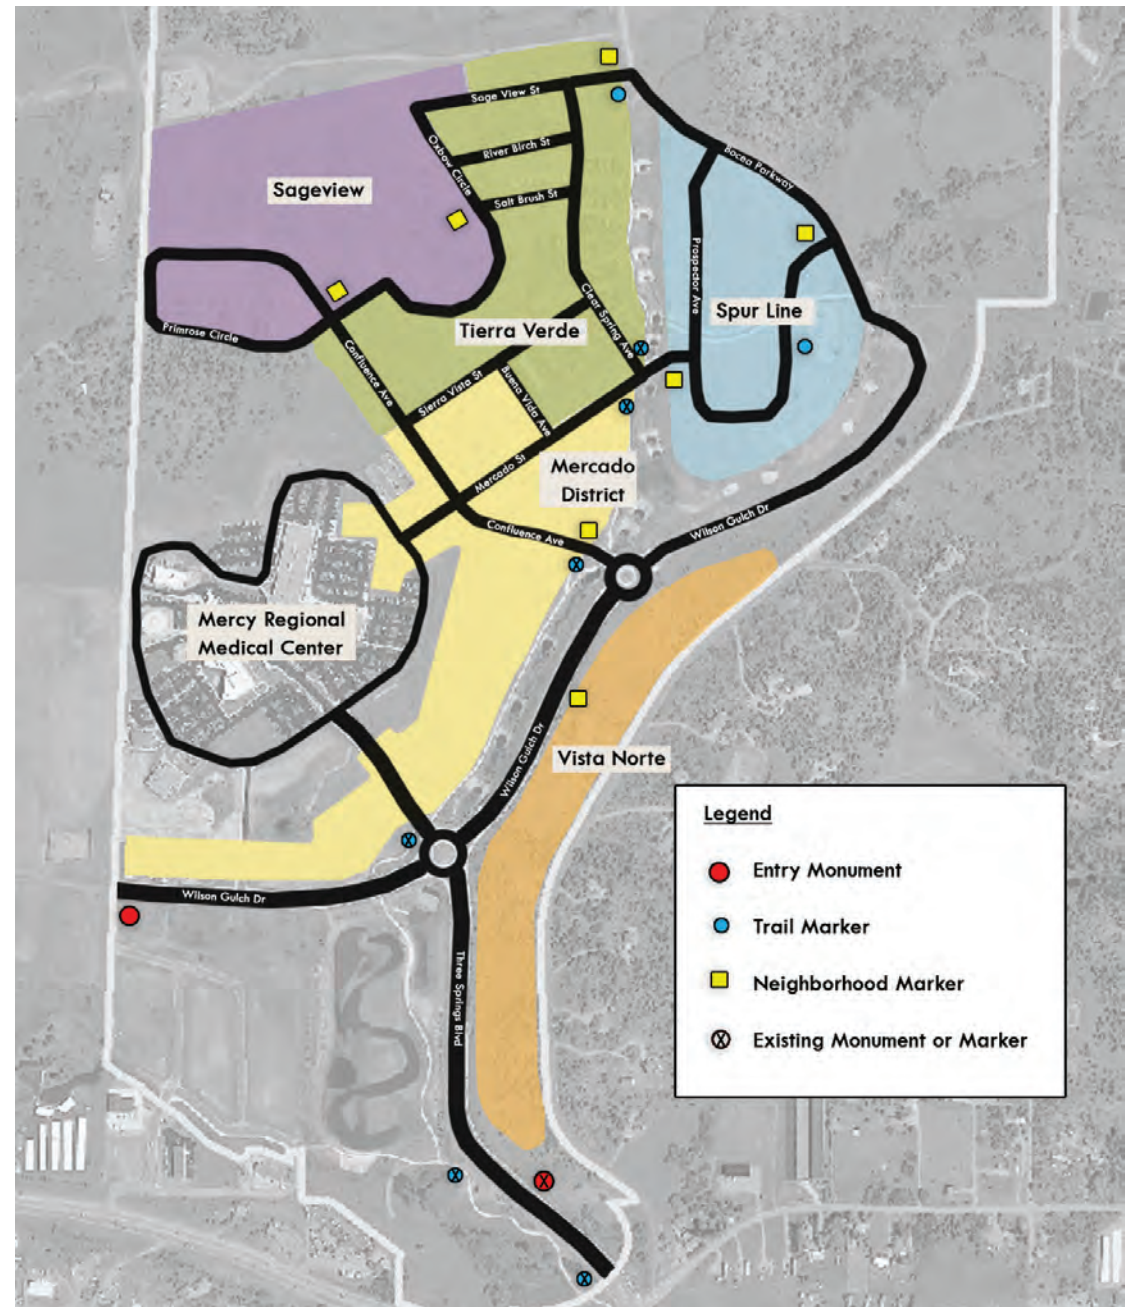 Sage View St
River Birch St
Oxbow Circle
Salt Brush St
Bocea Parkway
Sageview
Prospector Ave
Clear Spring Ave
Spur Line
Tierra Verde
Primrose Circle
Confluence Ave
Sierra Vista St
Buena Vida Ave
Mercado St
Mercado
District
Confluence Ave
Wilson Gulch Dr
Mercy Regional
Medical Center
Wilson Gulch Dr
Vista Norte
Wilson Gulch Dr
Three Springs Blvd
Legend
Entry Monument
Trail Marker
Neighborhood Marker
X Existing Monument or Marker
X
X
X
X
X
X
X